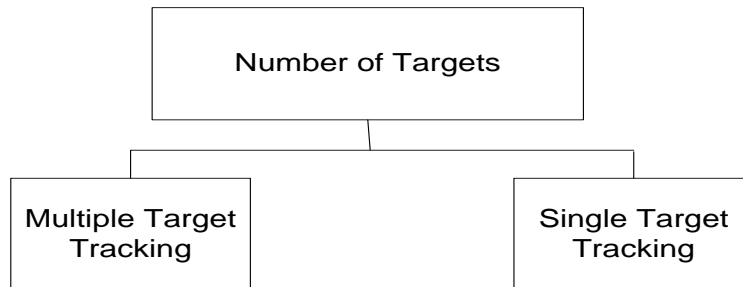 Number of Targets
Multiple Target
Tracking
Single Target
Tracking